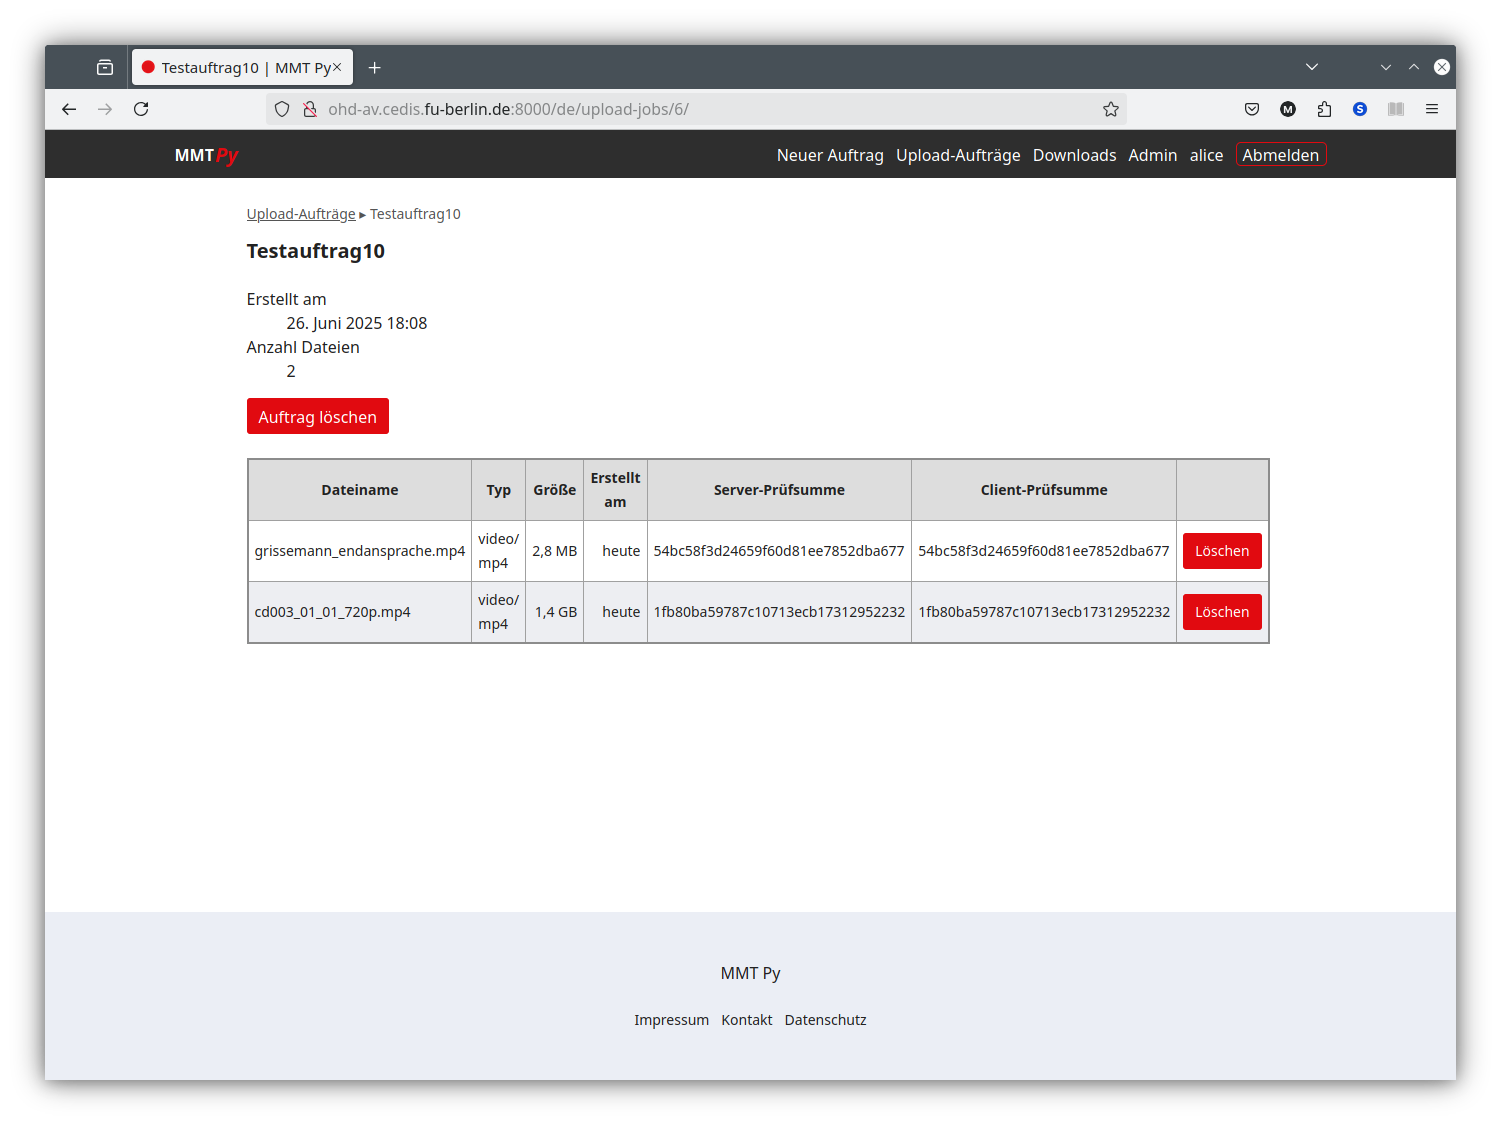 Testauftrag10 | MMT Py
ohd-av.cedis.fu-berlin.de:8000/de/upload-jobs/6/
MMT Py
Neuer Auftrag Upload-Aufträge Downloads Admin alice Abmelden
Upload-Aufträge ▸ Testauftrag10
Testauftrag10
Erstellt am
26. Juni 2025 18:08
Anzahl Dateien
2
Auftrag löschen
Dateiname Typ Größe Erstellt am Server-Prüfsumme Client-Prüfsumme
grissemann_endansprache.mp4 video/mp4 2,8 MB heute 54bc58f3d24659f60d81ee7852dba677 54bc58f3d24659f60d81ee7852dba677 Löschen
cd003_01_01_720p.mp4 video/mp4 1,4 GB heute 1fb80ba59787c10713ecb17312952232 1fb80ba59787c10713ecb17312952232 Löschen
MMT Py
Impressum Kontakt Datenschutz